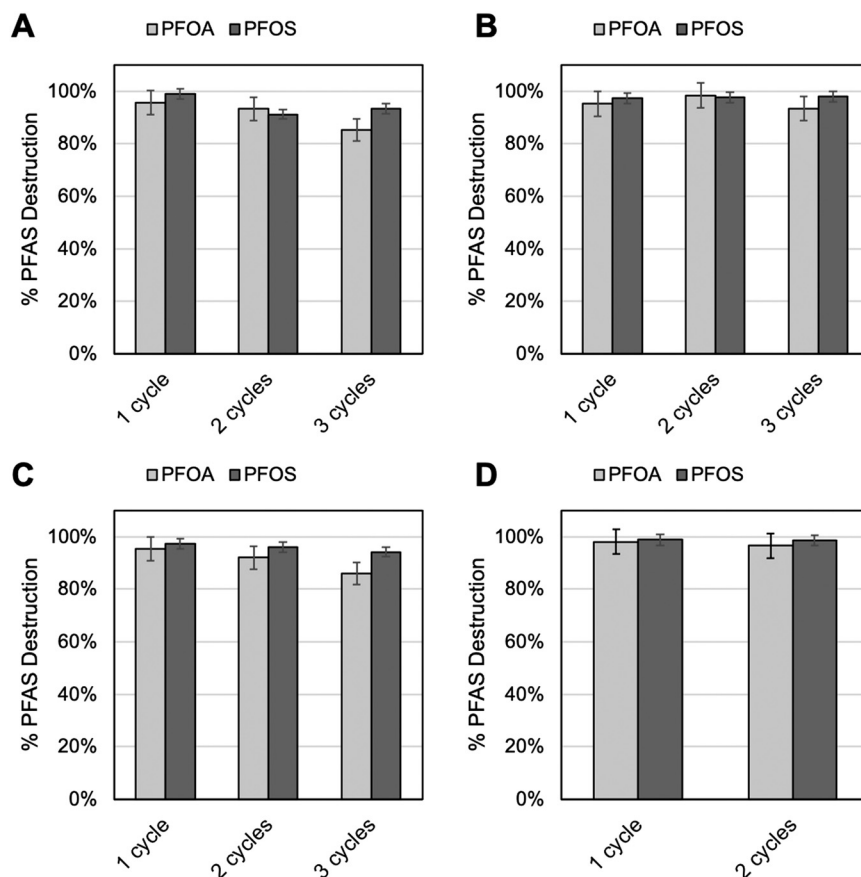 A
PFOA PFOS
% PFAS Destruction
100%
80%
60%
40%
20%
0%
1 cycle
2 cycles
3 cycles
B
PFOA PFOS
% PFAS Destruction
100%
80%
60%
40%
20%
0%
1 cycle
2 cycles
3 cycles
C
PFOA PFOS
% PFAS Destruction
100%
80%
60%
40%
20%
0%
1 cycle
2 cycles
3 cycles
D
PFOA PFOS
% PFAS Destruction
100%
80%
60%
40%
20%
0%
1 cycle
2 cycles